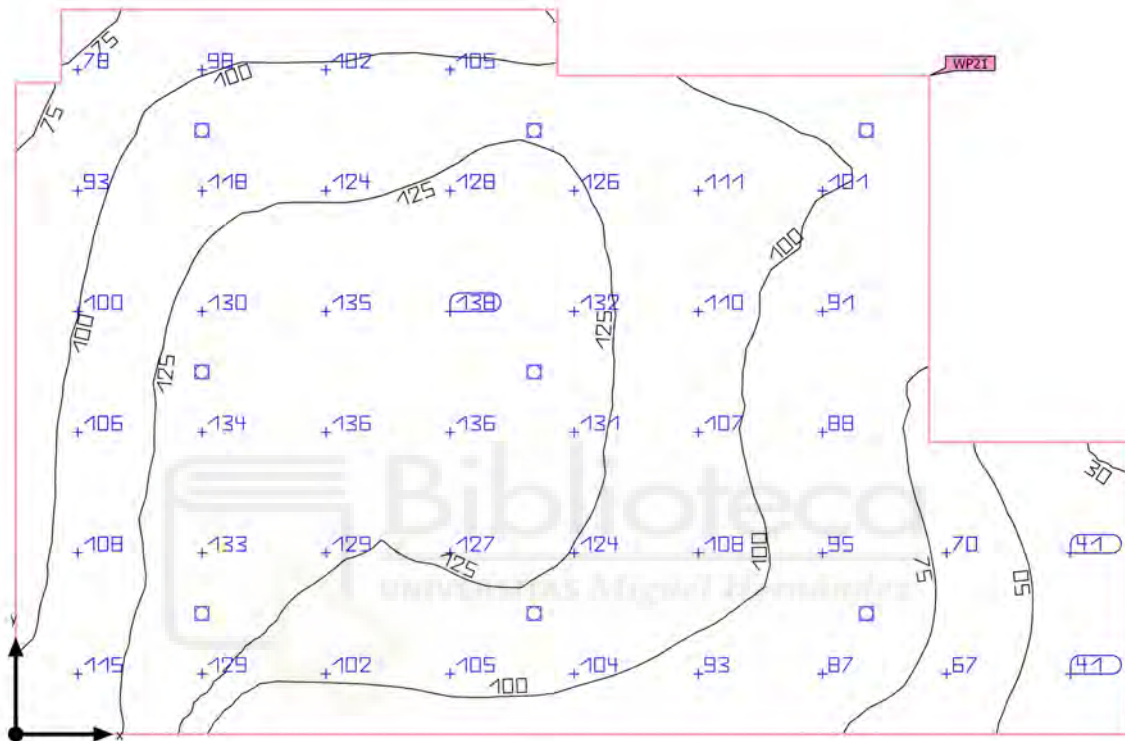 75
78 98 102 105
100
WP21
75
93 118 124 128 126 111 101
125
100
100 130 135 138 132 110 91
100 125
125
106 134 136 136 131 107 88
Biblioteca
30
108 133 129 127 124 108 95 70 41
125 100 75 50
UNIVERSITAS Miguel Hernández
Y
115 129 102 105 104 93 87 67 41
100
x